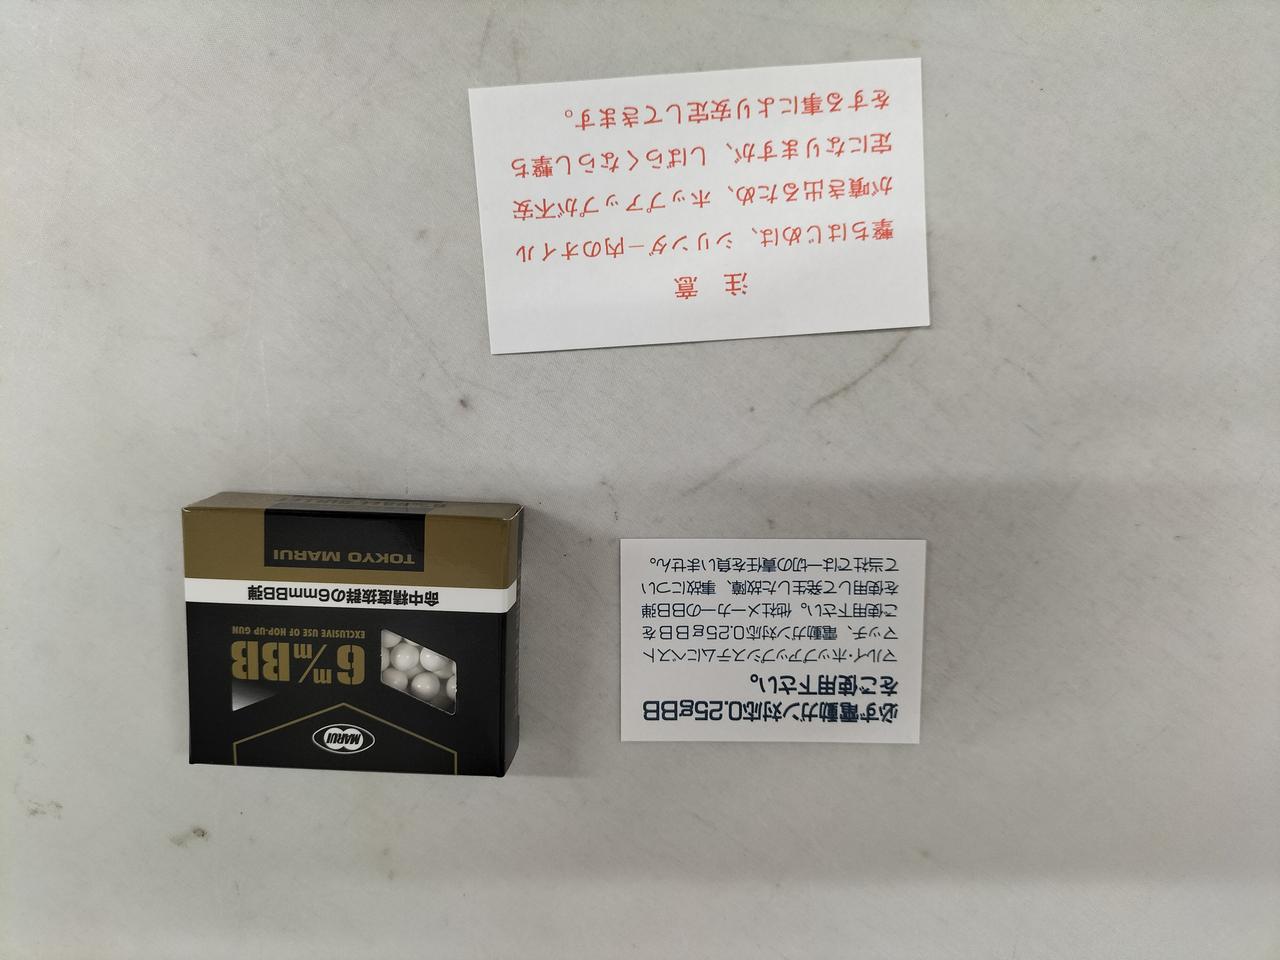 注 意
撃ちはじめは、シリンダー内のオイル
が噴き出るため、ホップアップが不安
定になりますが、しばらくならし撃ち
をする事により安定してきます。
必ず電動ガン対応0.25gBB
をご使用下さい。
マルイ・ホップアップシステムにベスト
マッチ、電動ガン対応0.25gBBを
ご使用下さい。他社メーカーのBB弾
を使用して発生した故障、事故につい
て当社では一切の責任を負いません。
MARUI
6m/mBB
EXCLUSIVE USE OF HOP-UP GUN
命中精度抜群の6mmBB弾
TOKYO MARUI